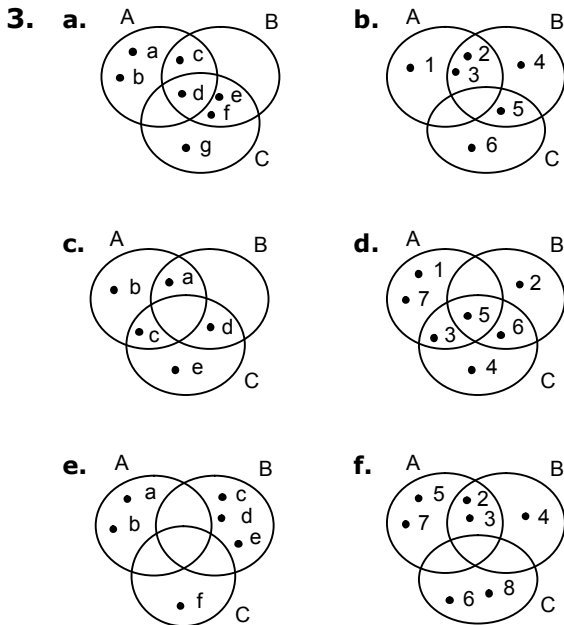 3. a. A B b. A B
a c 2
b 1 3 4
d e
f 5
g C 6 C
c. A B d. A B
a 1
b 7 2
c d 3 5 6
e 4
C C
e. A B f. A B
a c 5 2
b d 7 3 4
e
f C 6 8 C